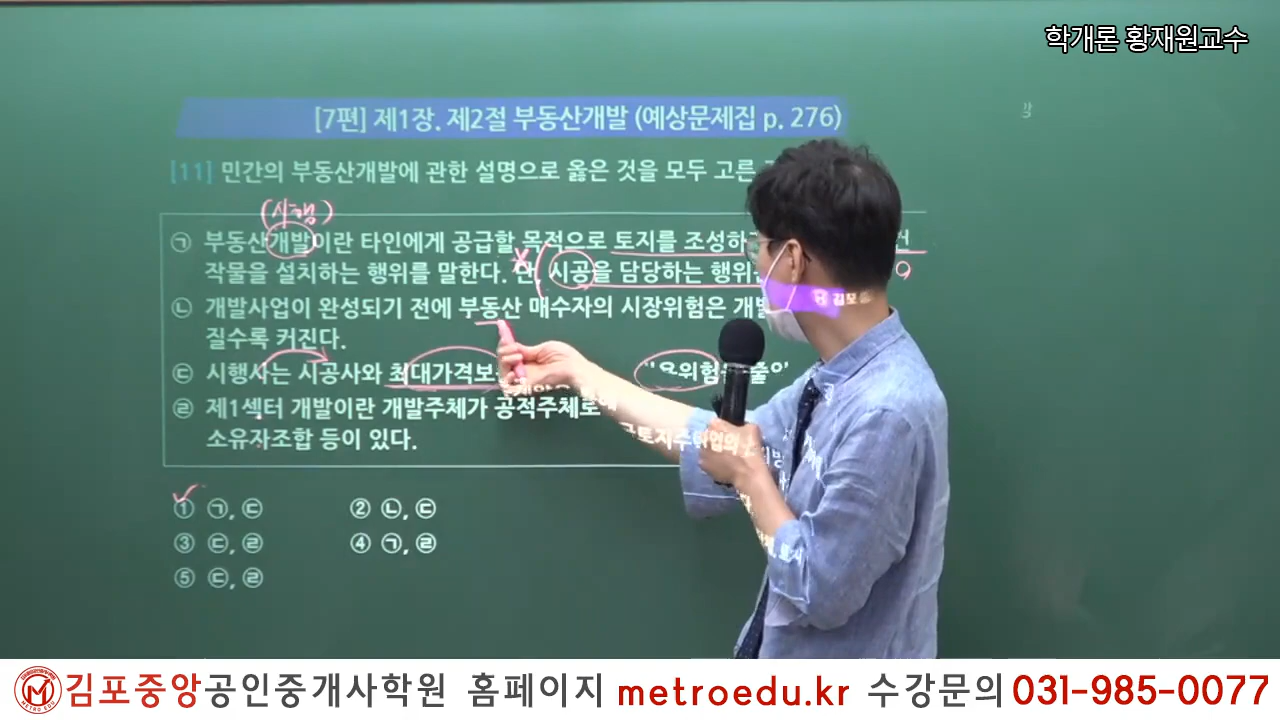 학개론 황재원교수
[7편] 제1장. 제2절 부동산개발 (예상문제집 p. 276)
[11] 민간의 부동산개발에 관한 설명으로 옳은 것을 모두 고른
(시행)
㉠ 부동산개발이란 타인에게 공급할 목적으로 토지를 조성하 건
작물을 설치하는 행위를 말한다. 단, 시공을 담당하는 행위
㉡ 개발사업이 완성되기 전에 부동산 매수자의 시장위험은 개발
질수록 커진다.
㉢ 시행사는 시공사와 최대가격보
㉣ 제1섹터 개발이란 개발주체가 공적주체로
소유자조합 등이 있다.
① ㉠, ㉢ ② ㉡, ㉢
③ ㉢, ㉣ ④ ㉠, ㉣
⑤ ㉢, ㉣
김포중앙공인중개사학원 홈페이지 metroedu.kr 수강문의 031-985-0077